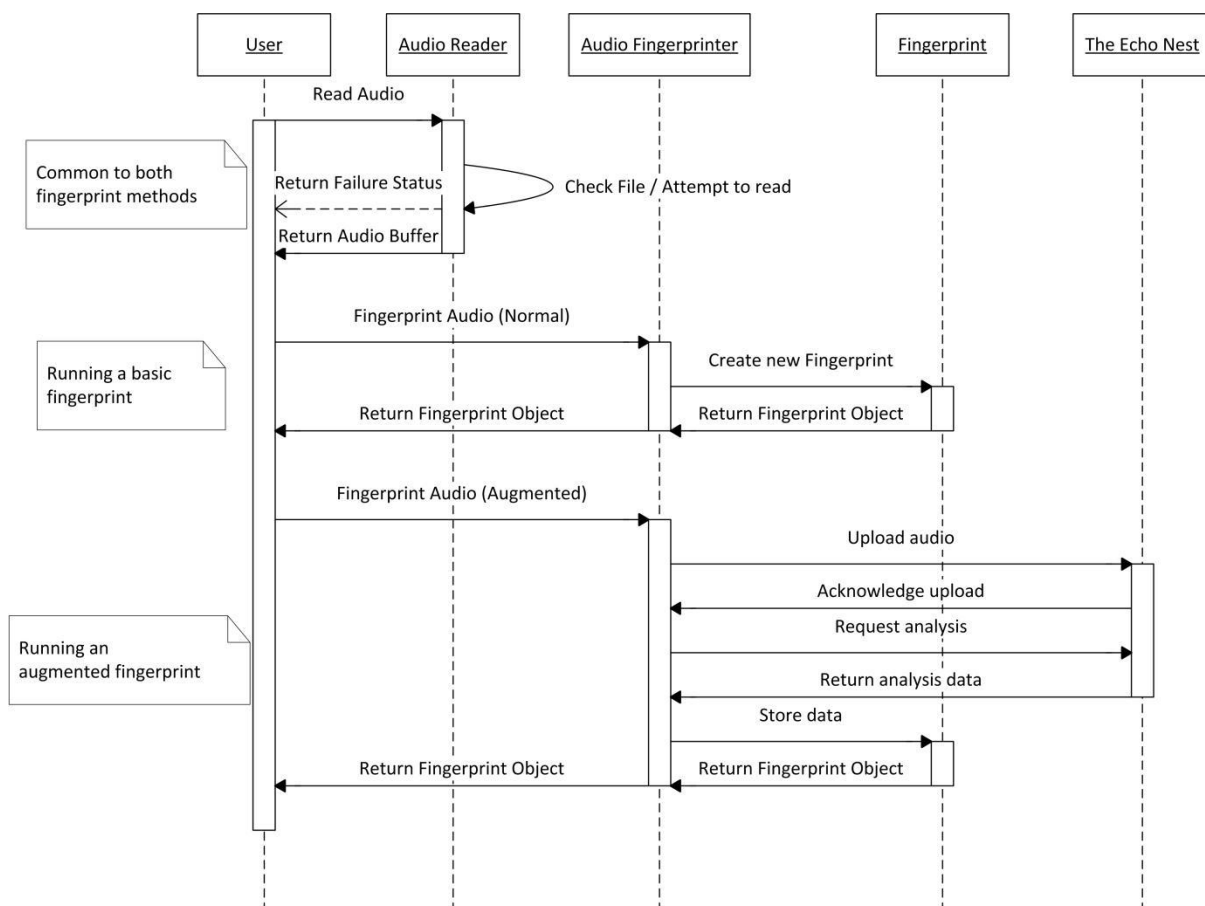 User
Audio Reader
Audio Fingerprinter
Fingerprint
The Echo Nest
Read Audio
Common to both
fingerprint methods
Return Failure Status
Check File / Attempt to read
Return Audio Buffer
Fingerprint Audio (Normal)
Running a basic
fingerprint
Create new Fingerprint
Return Fingerprint Object
Return Fingerprint Object
Fingerprint Audio (Augmented)
Upload audio
Acknowledge upload
Request analysis
Running an
augmented fingerprint
Return analysis data
Store data
Return Fingerprint Object
Return Fingerprint Object